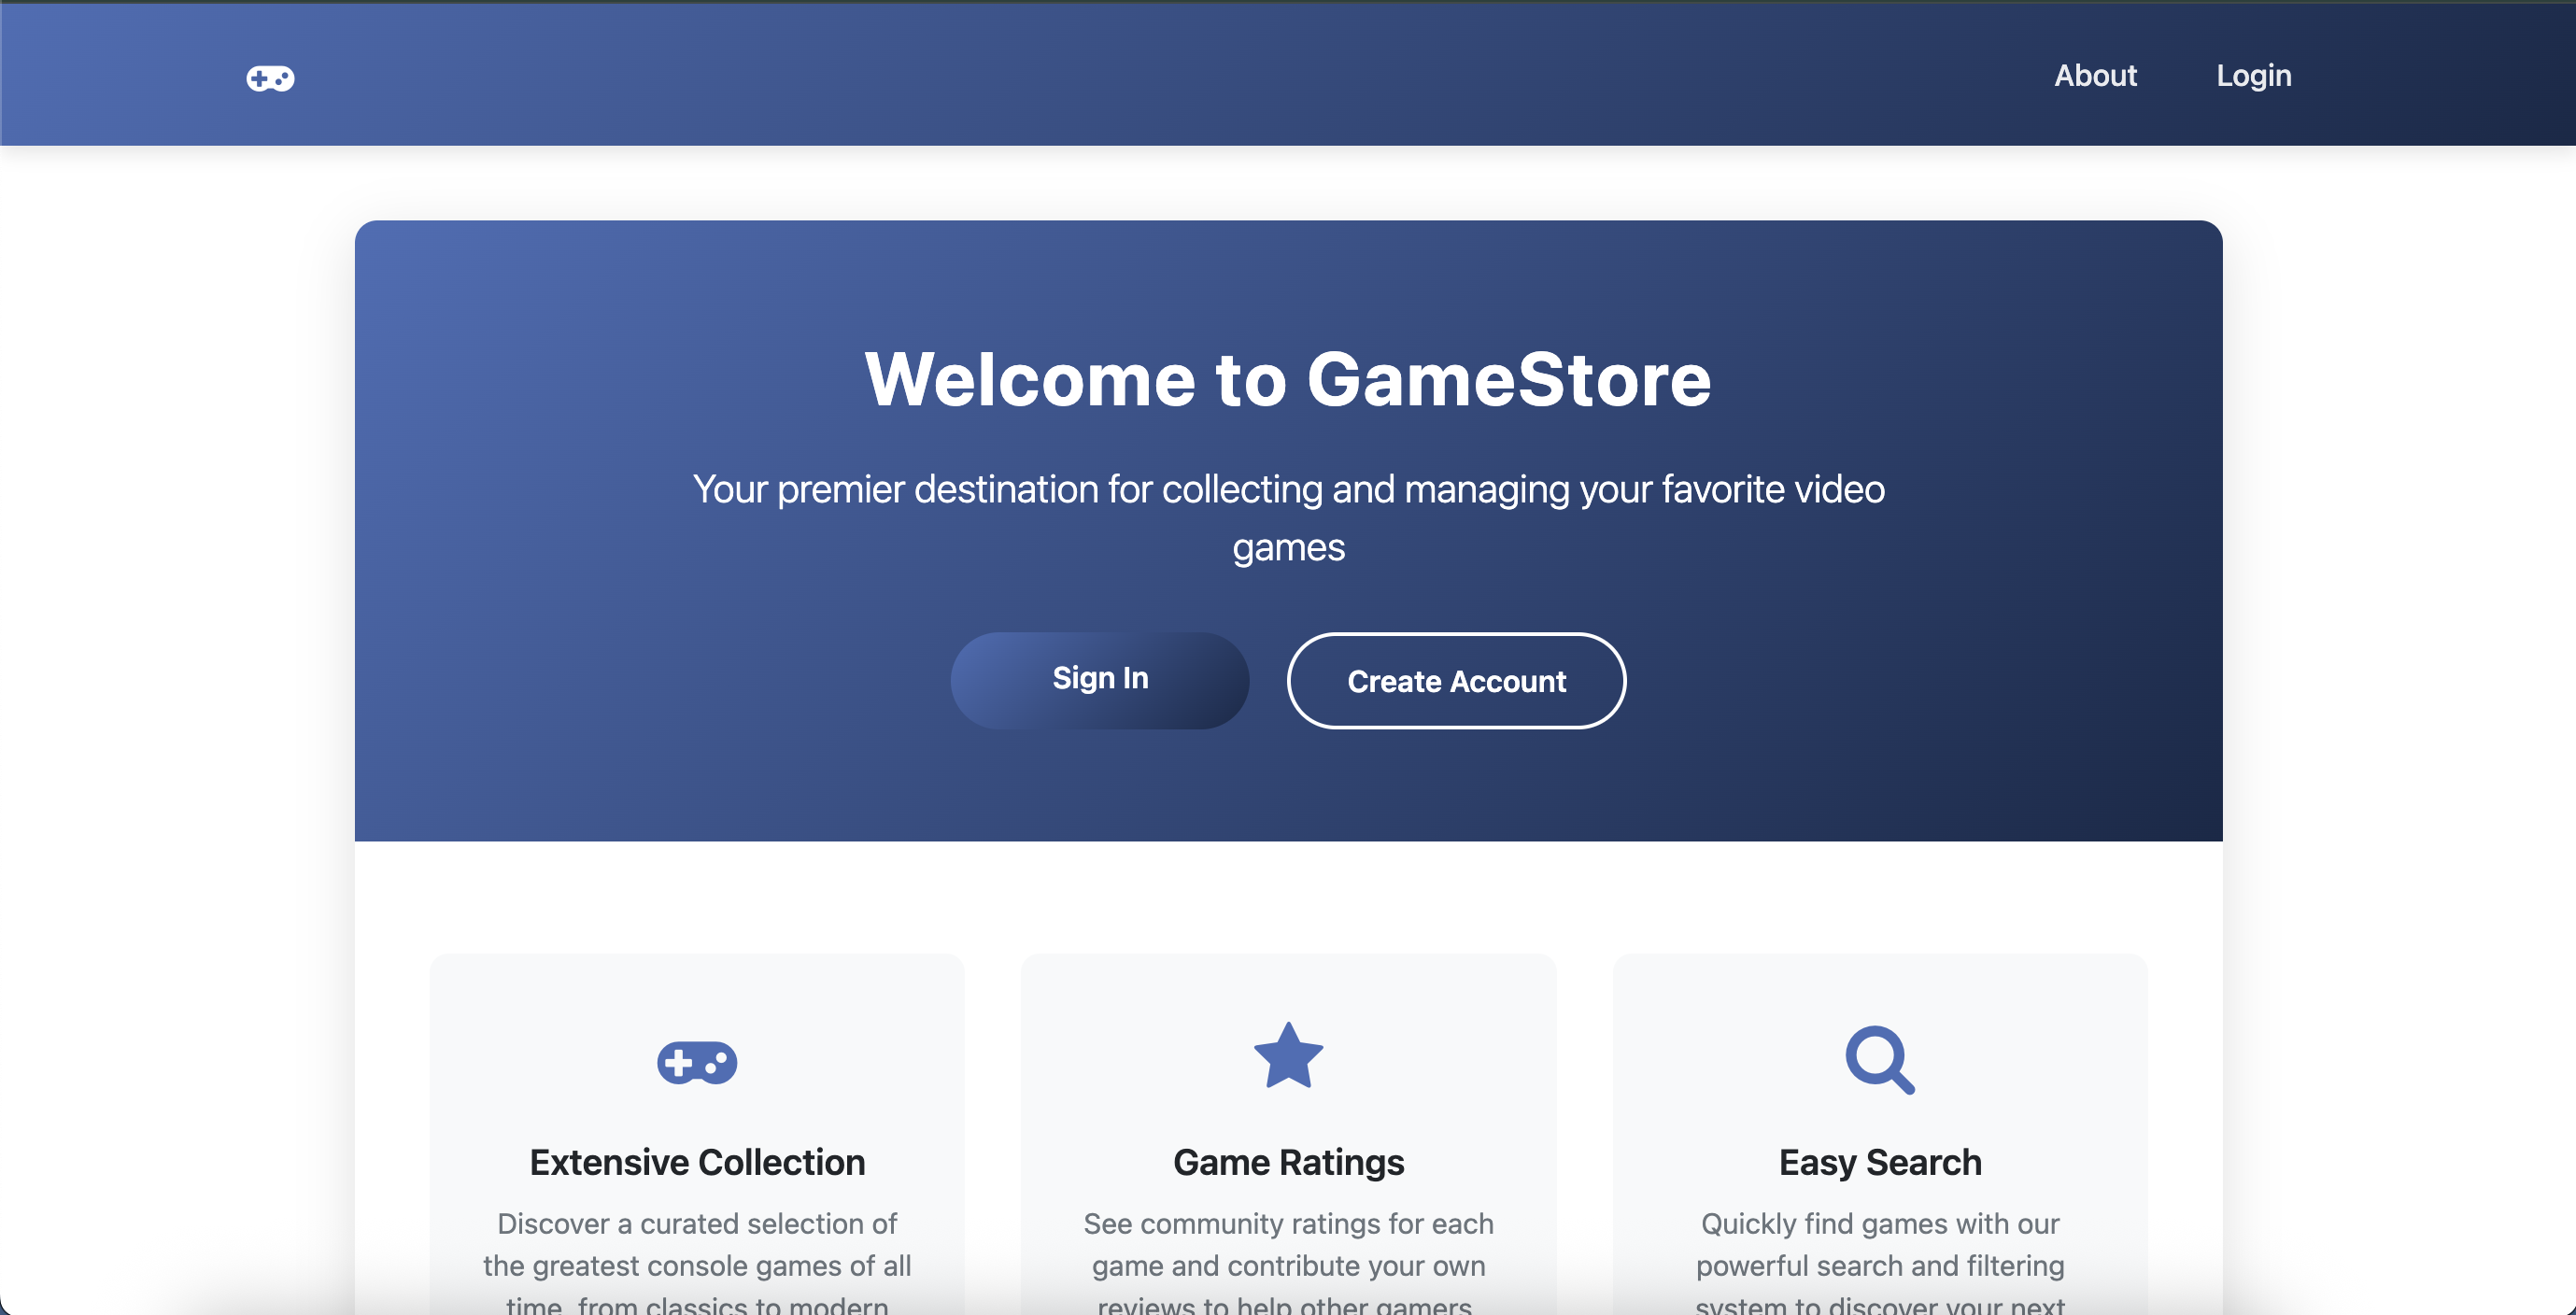 About Login
Welcome to GameStore
Your premier destination for collecting and managing your favorite video
games
Sign In
Create Account
Extensive Collection
Discover a curated selection of
the greatest console games of all
time, from classics to modern
Game Ratings
See community ratings for each
game and contribute your own
reviews to help other gamers
Easy Search
Quickly find games with our
powerful search and filtering
system to discover your next